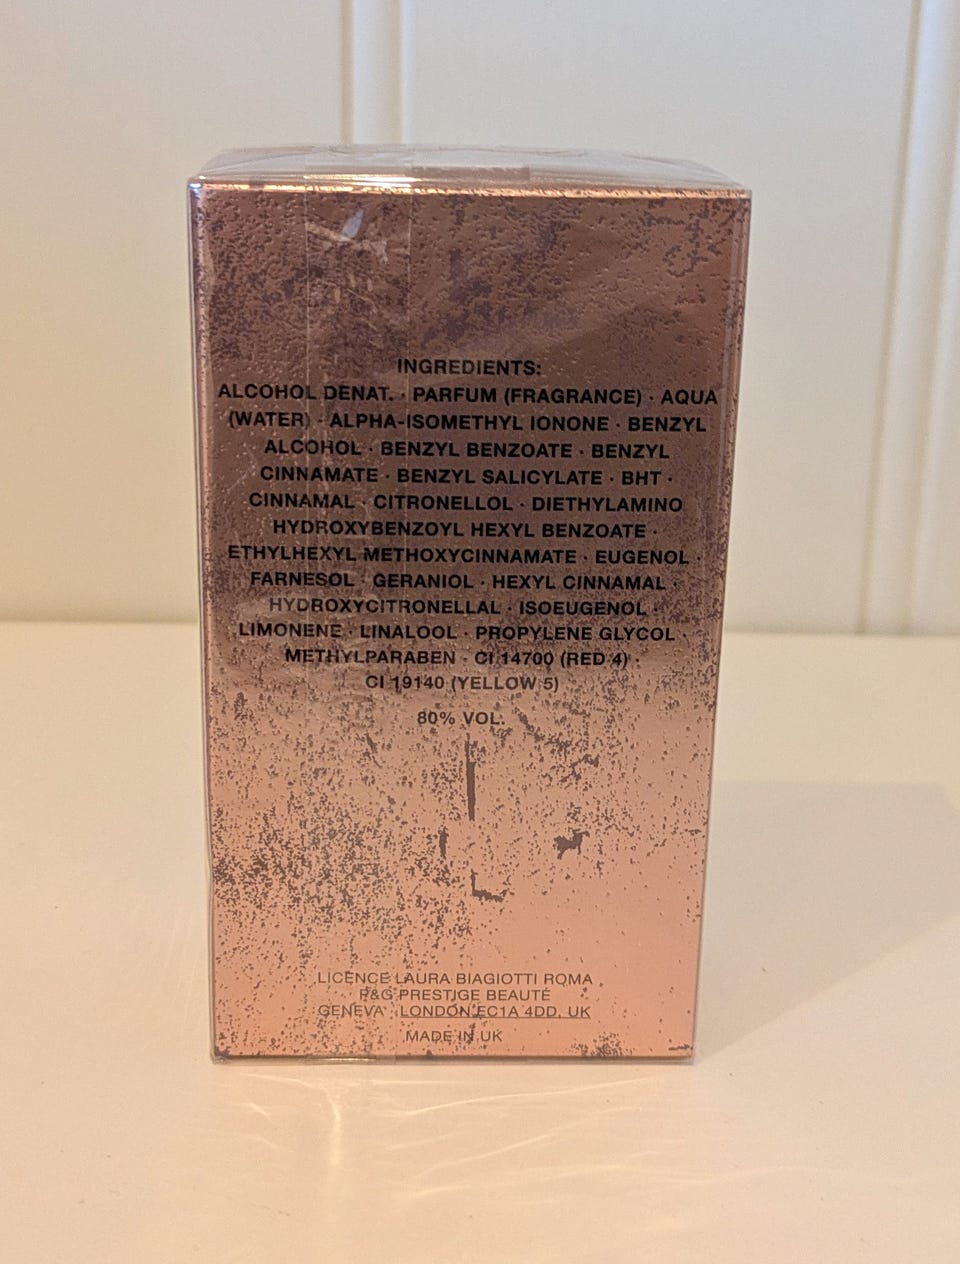 INGREDIENTS:
ALCOHOL DENAT. · PARFUM (FRAGRANCE) · AQUA
(WATER) · ALPHA-ISOMETHYL IONONE · BENZYL
ALCOHOL · BENZYL BENZOATE · BENZYL
CINNAMATE · BENZYL SALICYLATE · BHT ·
CINNAMAL · CITRONELLOL · DIETHYLAMINO
HYDROXYBENZOYL HEXYL BENZOATE ·
ETHYLHEXYL METHOXYCINNAMATE · EUGENOL ·
FARNESOL · GERANIOL · HEXYL CINNAMAL ·
HYDROXYCITRONELLAL · ISOEUGENOL ·
LIMONENE · LINALOOL · PROPYLENE GLYCOL ·
METHYLPARABEN · CI 14700 (RED 4) ·
CI 19140 (YELLOW 5)
80% VOL.
LICENCE LAURA BIAGIOTTI ROMA
P&G PRESTIGE BEAUTÉ
GENEVA · LONDON EC1A 4DD, UK
MADE IN UK